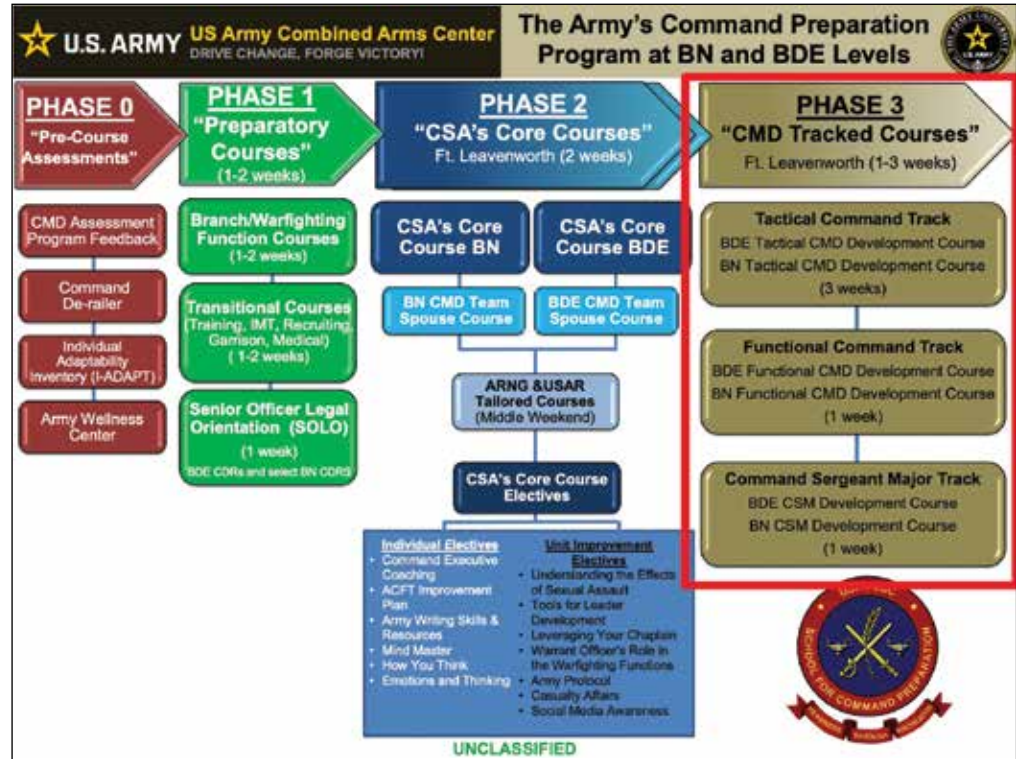 U.S. ARMY
US Army Combined Arms Center
DRIVE CHANGE, FORGE VICTORY!
The Army's Command Preparation
Program at BN and BDE Levels
PHASE 0
"Pre-Course
Assessments"
CMD Assessment
Program Feedback
Command
De-railer
Individual
Adaptability
Inventory (I-ADAPT)
Army Wellness
Center
PHASE 1
"Preparatory
Courses"
(1-2 weeks)
Branch/Warfighting
Function Courses
(1-2 weeks)
Transitional Courses
(Training, IMT, Recruiting,
Garrison, Medical)
( 1-2 weeks)
Senior Officer Legal
Orientation (SOLO)
(1 week)
BDE CDRs and select BN CDRS
PHASE 2
"CSA's Core Courses"
Ft. Leavenworth (2 weeks)
CSA's Core
Course BN
CSA's Core
Course BDE
BN CMD Team
Spouse Course
BDE CMD Team
Spouse Course
ARNG &USAR
Tailored Courses
(Middle Weekend)
CSA's Core Course
Electives
Individual Electives
• Command Executive
Coaching
• ACFT Improvement
Plan
• Army Writing Skills &
Resources
• Mind Master
• How You Think
• Emotions and Thinking
Unit Improvement
Electives
• Understanding the Effects
of Sexual Assault
• Tools for Leader
Development
• Leveraging Your Chaplain
• Warrant Officer's Role in
the Warfighting Functions
• Army Protocol
• Casualty Affairs
• Social Media Awareness
PHASE 3
"CMD Tracked Courses"
Ft. Leavenworth (1-3 weeks)
Tactical Command Track
BDE Tactical CMD Development Course
BN Tactical CMD Development Course
(3 weeks)
Functional Command Track
BDE Functional CMD Development Course
BN Functional CMD Development Course
(1 week)
Command Sergeant Major Track
BDE CSM Development Course
BN CSM Development Course
(1 week)
SCHOOL FOR COMMAND PREPARATION
UNCLASSIFIED